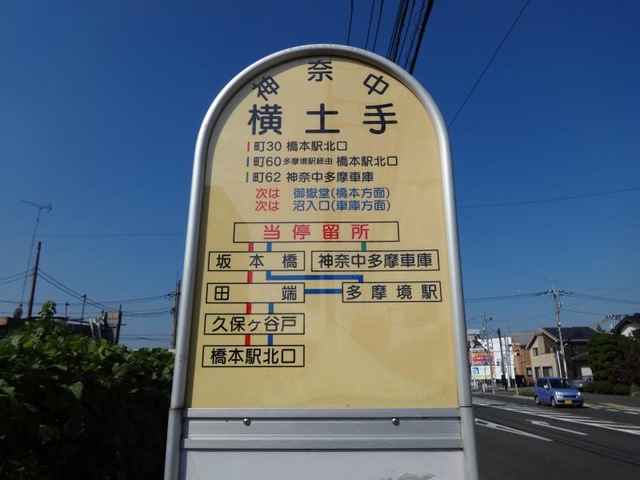 神奈中
横土手
町30 橋本駅北口
町60 多摩境駅経由 橋本駅北口
町62 神奈中多摩車庫
次は 御嶽堂(橋本方面)
次は 沼入口(車庫方面)
当停留所
坂本橋 神奈中多摩車庫
田端 多摩境駅
久保ヶ谷戸
橋本駅北口